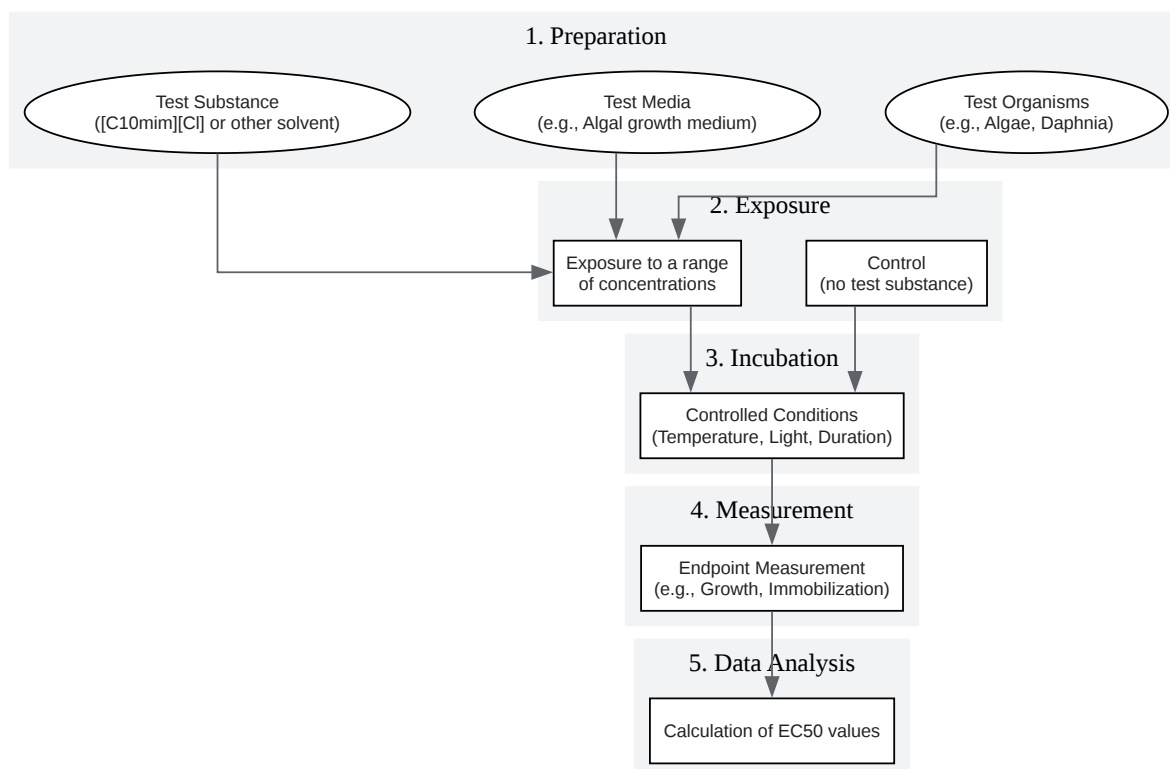 1. Preparation
Test Substance
([C10mim][Cl] or other solvent)
Test Media
(e.g., Algal growth medium)
Test Organisms
(e.g., Algae, Daphnia)
2. Exposure
Exposure to a range
of concentrations
Control
(no test substance)
3. Incubation
Controlled Conditions
(Temperature, Light, Duration)
4. Measurement
Endpoint Measurement
(e.g., Growth, Immobilization)
5. Data Analysis
Calculation of EC50 values